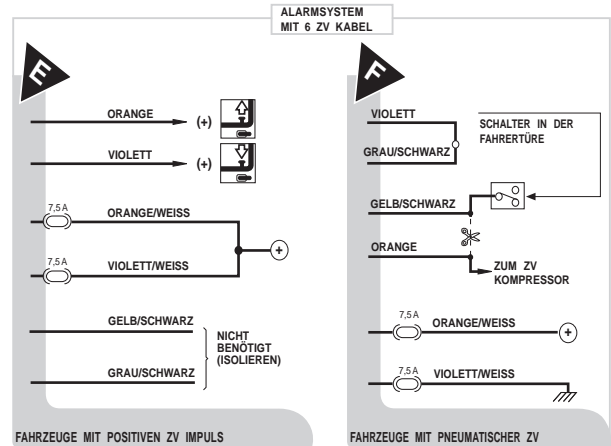 ALARMSYSTEM
MIT 6 ZV KABEL
E
ORANGE
(+)
VIOLETT
(+)
7,5 A
ORANGE/WEISS
+
7,5 A
VIOLETT/WEISS
GELB/SCHWARZ
NICHT
BENÖTIGT
(ISOLIEREN)
GRAU/SCHWARZ
FAHRZEUGE MIT POSITIVEN ZV IMPULS
F
VIOLETT
SCHALTER IN DER
FAHRERTÜRE
GRAU/SCHWARZ
GELB/SCHWARZ
ORANGE
ZUM ZV
KOMPRESSOR
7,5 A
ORANGE/WEISS
+
7,5 A
VIOLETT/WEISS
FAHRZEUGE MIT PNEUMATISCHER ZV